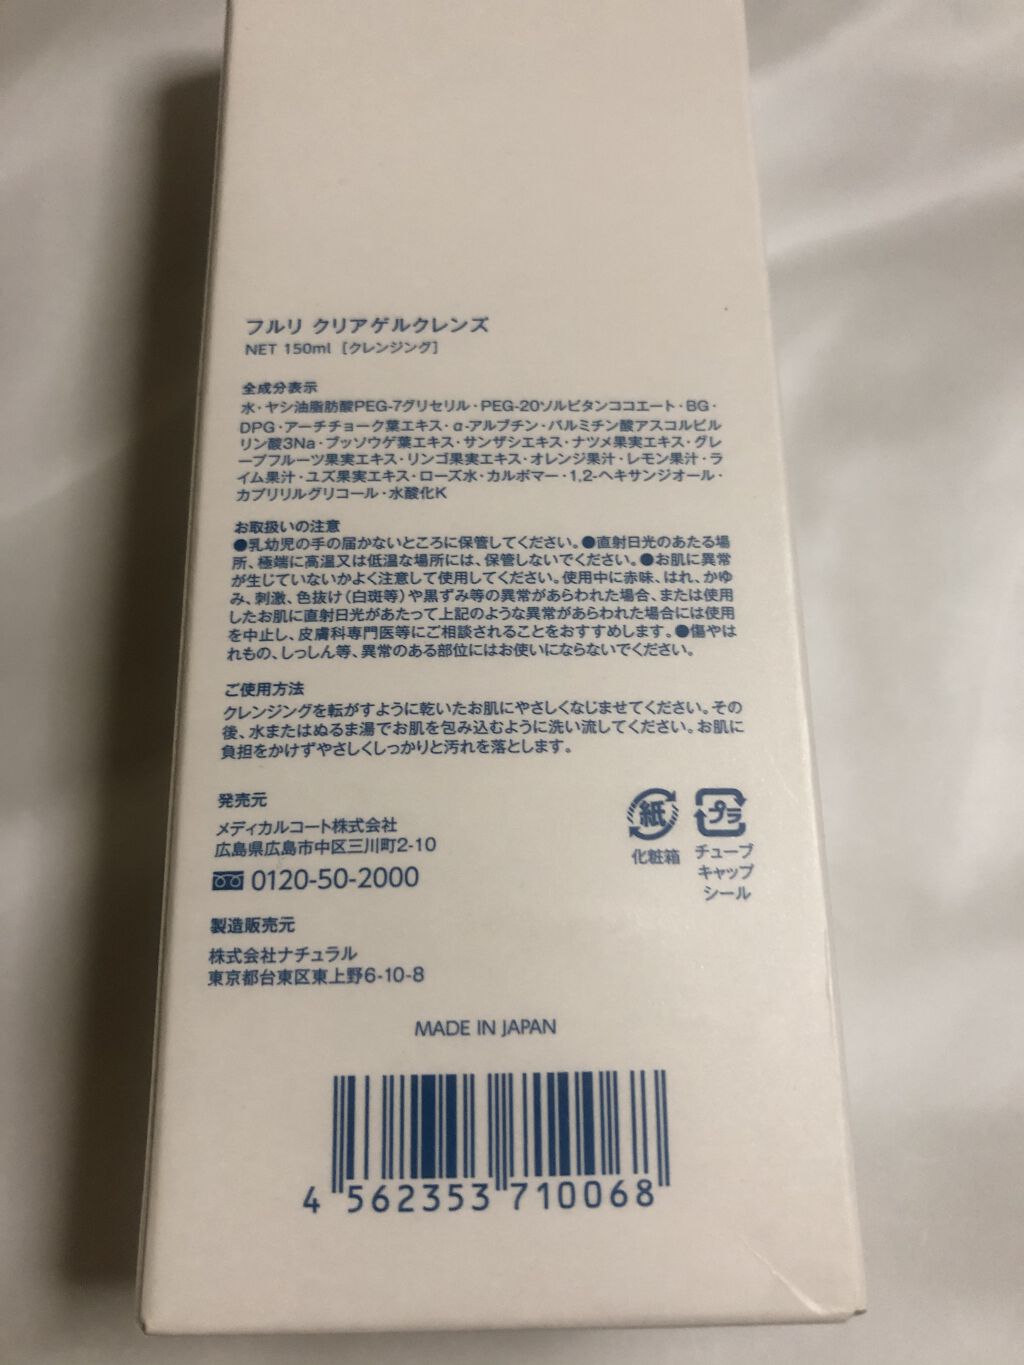 フルリ クリアゲルクレンズ
NET 150ml [クレンジング]
全成分表示
水・ヤシ油脂肪酸PEG-7グリセリル・PEG-20ソルビタンココエート・BG・
DPG・アーチチョーク葉エキス・α-アルブチン・パルミチン酸アスコルビル
リン酸3Na・ブッソウゲ葉エキス・サンザシエキス・ナツメ果実エキス・グレ
ープフルーツ果実エキス・リンゴ果実エキス・オレンジ果汁・レモン果汁・ラ
イム果汁・ユズ果実エキス・ローズ水・カルボマー・1,2-ヘキサンジオール・
カプリリルグリコール・水酸化K
お取扱いの注意
●乳幼児の手の届かないところに保管してください。●直射日光のあたる場
所、極端に高温又は低温な場所には、保管しないでください。●お肌に異常
が生じていないかよく注意して使用してください。使用中に赤味、はれ、かゆ
み、刺激、色抜け(白斑等)や黒ずみ等の異常があらわれた場合、または使用
したお肌に直射日光があたって上記のような異常があらわれた場合には使用
を中止し、皮膚科専門医等にご相談されることをおすすめします。●傷やは
れもの、しっしん等、異常のある部位にはお使いにならないでください。
ご使用方法
クレンジングを転がすように乾いたお肌にやさしくなじませてください。その
後、水またはぬるま湯でお肌を包み込むように洗い流してください。お肌に
負担をかけずやさしくしっかりと汚れを落とします。
発売元
メディカルコート株式会社
広島県広島市中区三川町2-10
0120-50-2000
紙
化粧箱
プラ
チューブ
キャップ
シール
製造販売元
株式会社ナチュラル
東京都台東区東上野6-10-8
MADE IN JAPAN
4 562353 710068